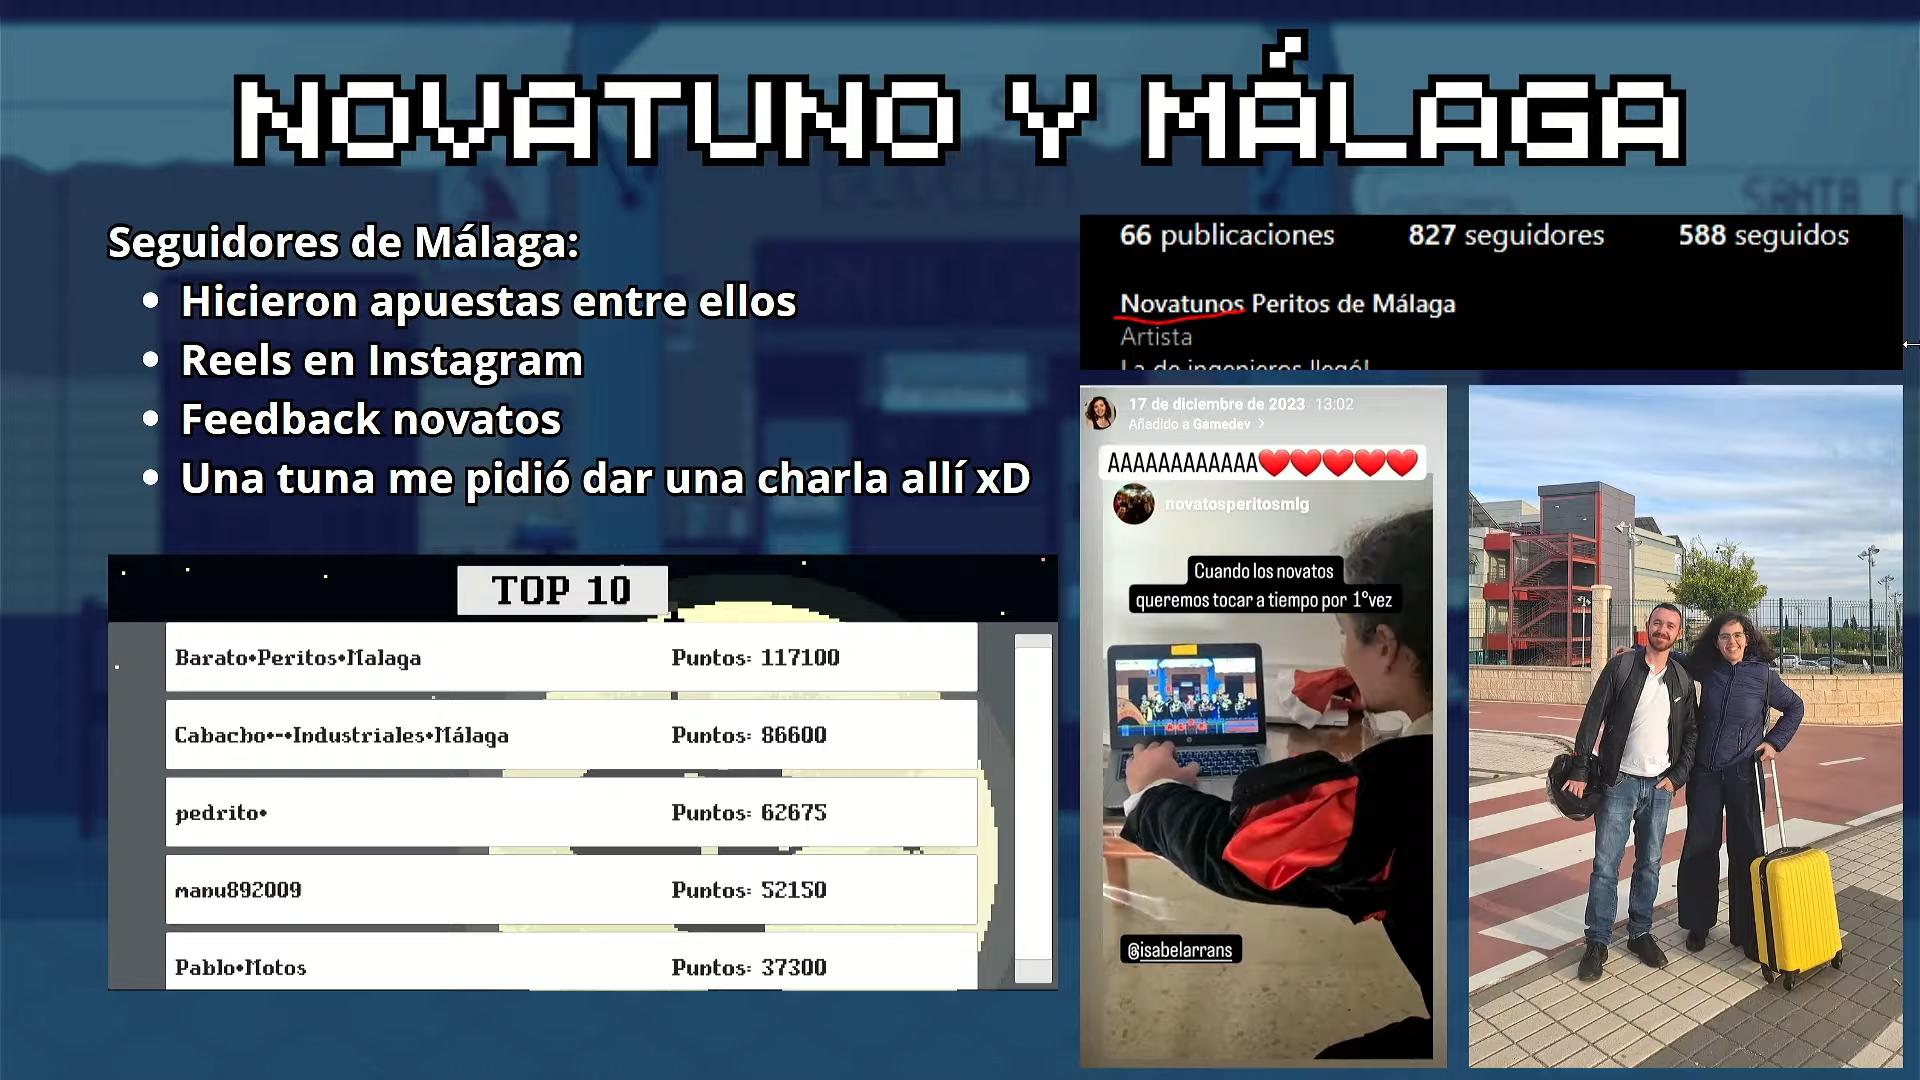 NOVATUNO Y MÁLAGA
Seguidores de Málaga:
• Hicieron apuestas entre ellos
• Reels en Instagram
• Feedback novatos
• Una tuna me pidió dar una charla allí xD
TOP 10
Barato•Peritos•Malaga Puntos: 117100
Cabacho•-•Industriales•Málaga Puntos: 86600
pedrito• Puntos: 62675
manu892009 Puntos: 52150
Pablo•Motos Puntos: 37300
66 publicaciones 827 seguidores 588 seguidos
Novatunos Peritos de Málaga
Artista
La de ingenieros llegó!
17 de diciembre de 2023 13:02
Añadido a Gamedev >
AAAAAAAAAAAA❤️❤️❤️❤️❤️
novatosperitosmlg
Cuando los novatos
queremos tocar a tiempo por 1ºvez
@isabelarrans